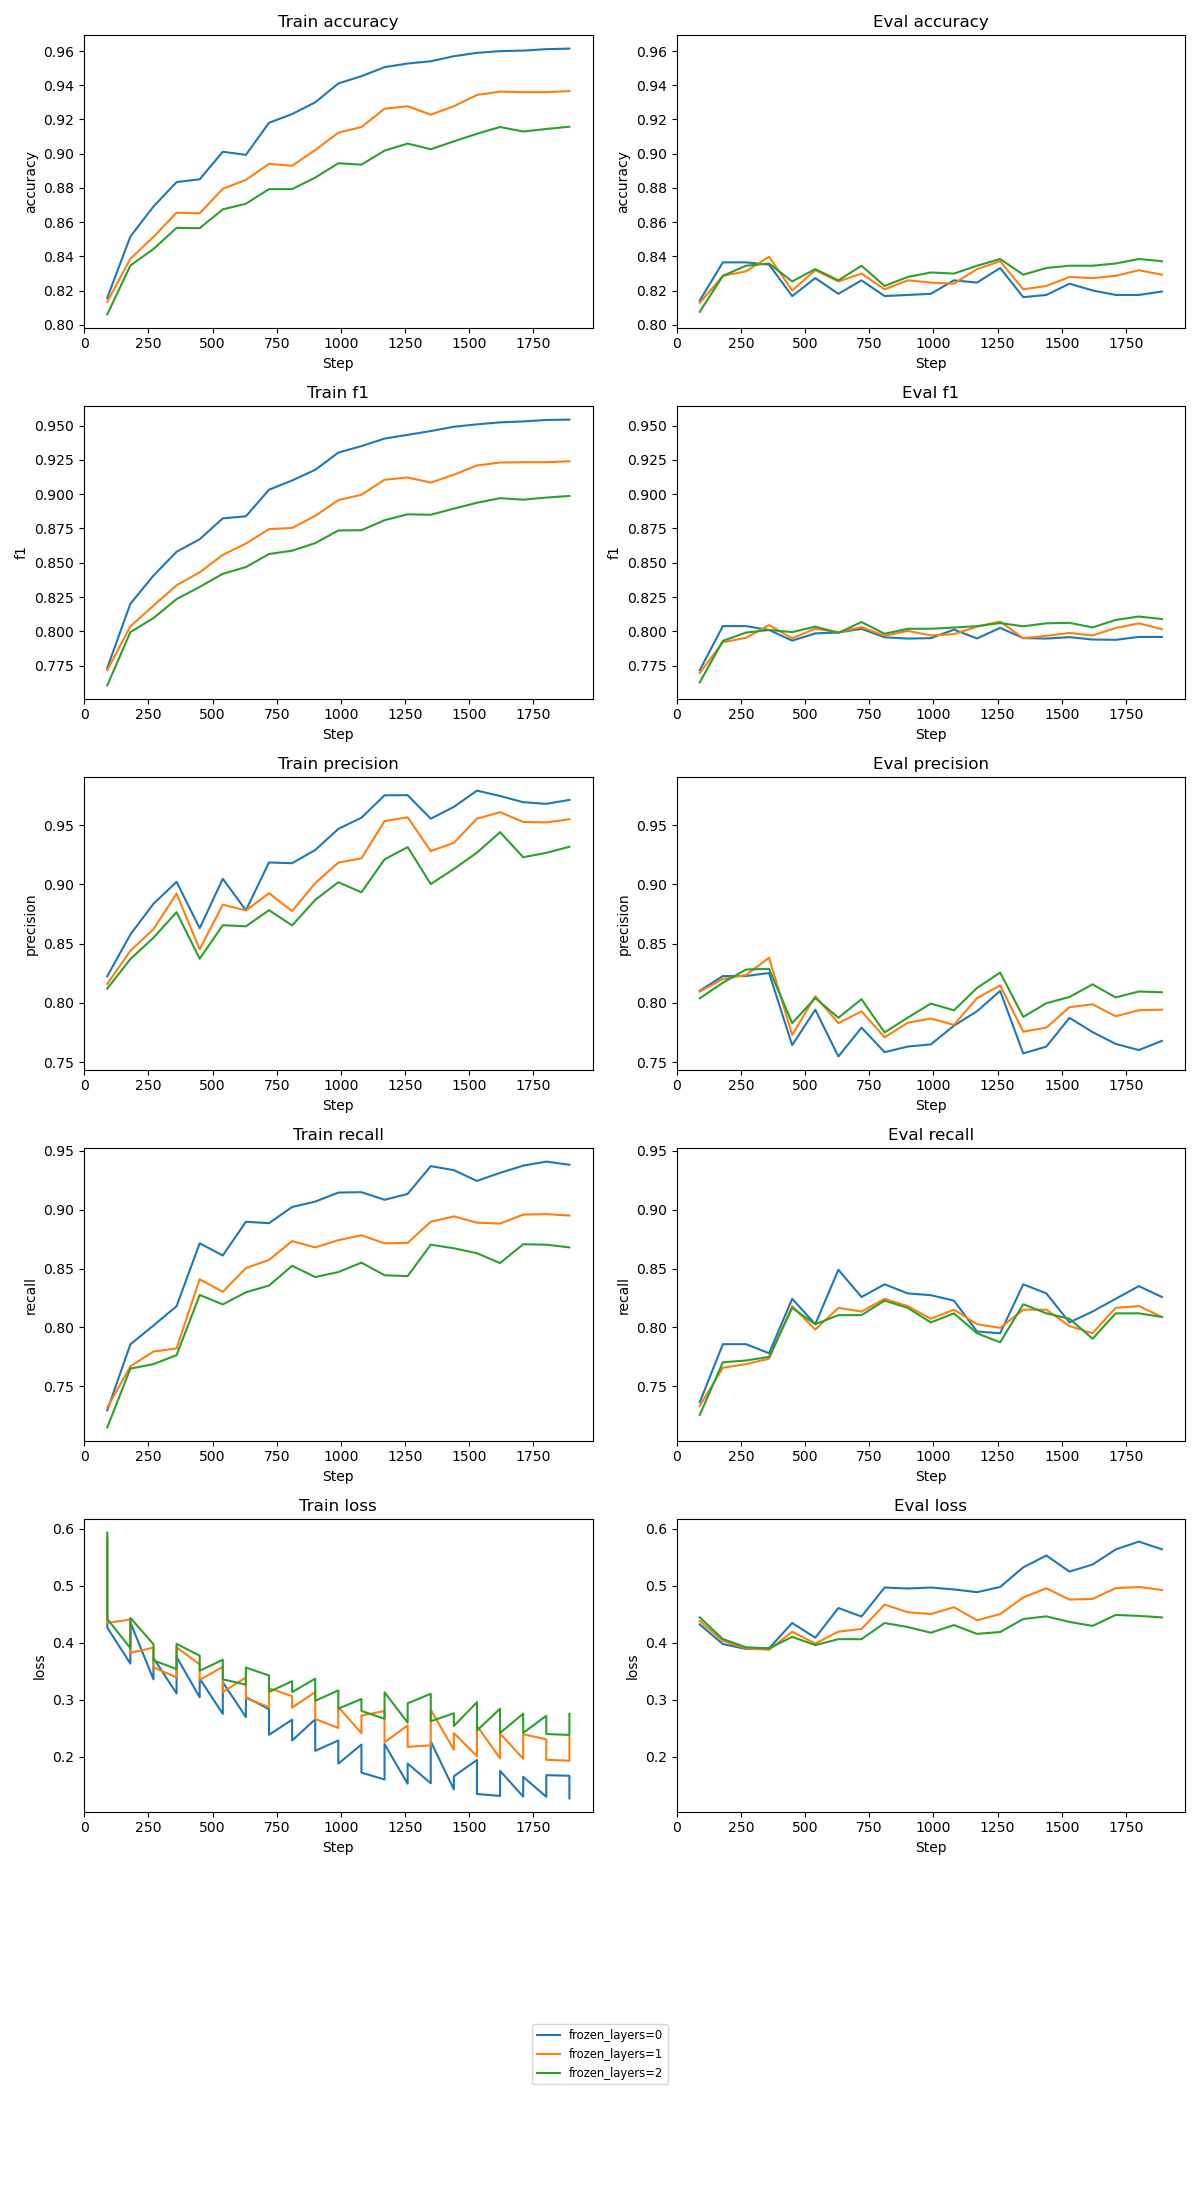 Train accuracy
Eval accuracy
0.96
0.94
0.92
0.90
0.88
0.86
0.84
0.82
0.80
accuracy
0 250 500 750 1000 1250 1500 1750
Step
0.96
0.94
0.92
0.90
0.88
0.86
0.84
0.82
0.80
accuracy
0 250 500 750 1000 1250 1500 1750
Step
Train f1
Eval f1
0.950
0.925
0.900
0.875
0.850
0.825
0.800
0.775
f1
0 250 500 750 1000 1250 1500 1750
Step
0.950
0.925
0.900
0.875
0.850
0.825
0.800
0.775
f1
0 250 500 750 1000 1250 1500 1750
Step
Train precision
Eval precision
0.95
0.90
0.85
0.80
0.75
precision
0 250 500 750 1000 1250 1500 1750
Step
0.95
0.90
0.85
0.80
0.75
precision
0 250 500 750 1000 1250 1500 1750
Step
Train recall
Eval recall
0.95
0.90
0.85
0.80
0.75
recall
0 250 500 750 1000 1250 1500 1750
Step
0.95
0.90
0.85
0.80
0.75
recall
0 250 500 750 1000 1250 1500 1750
Step
Train loss
Eval loss
0.6
0.5
0.4
0.3
0.2
loss
0 250 500 750 1000 1250 1500 1750
Step
0.6
0.5
0.4
0.3
0.2
loss
0 250 500 750 1000 1250 1500 1750
Step
frozen_layers=0
frozen_layers=1
frozen_layers=2